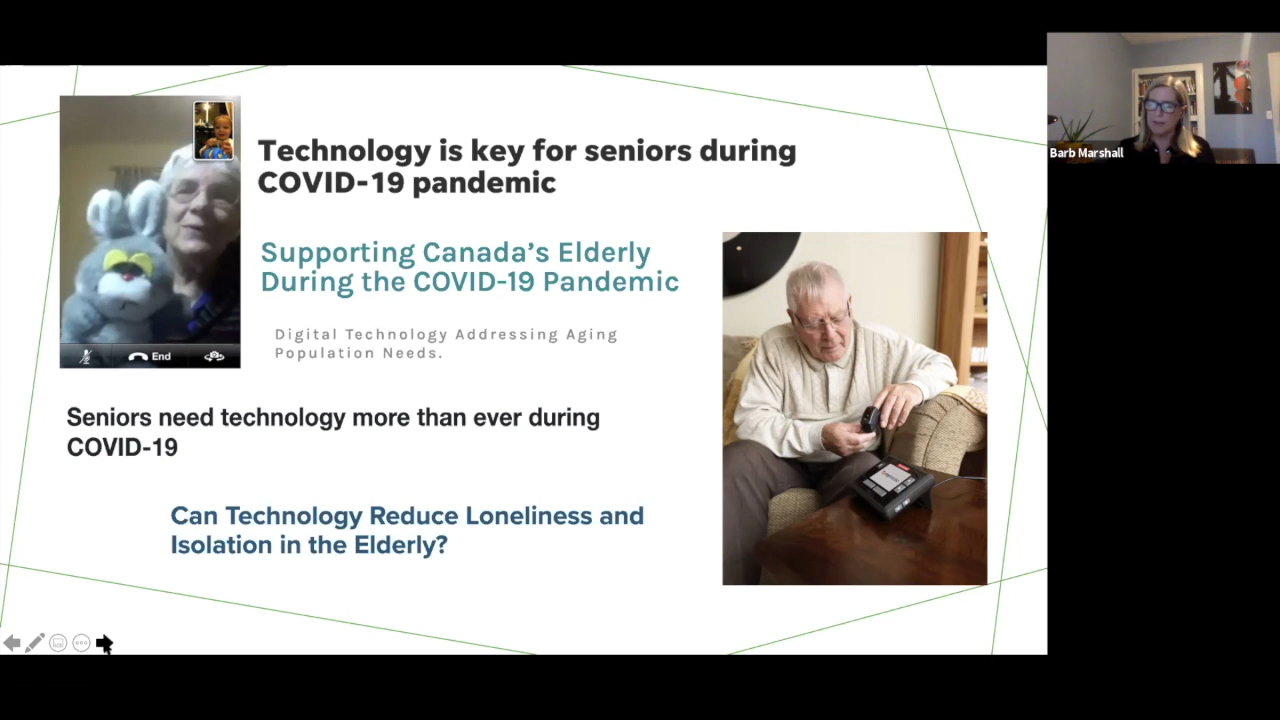 Technology is key for seniors during
COVID-19 pandemic
Supporting Canada's Elderly
During the COVID-19 Pandemic
Digital Technology Addressing Aging
Population Needs.
End
Seniors need technology more than ever during
COVID-19
Can Technology Reduce Loneliness and
Isolation in the Elderly?
Barb Marshall